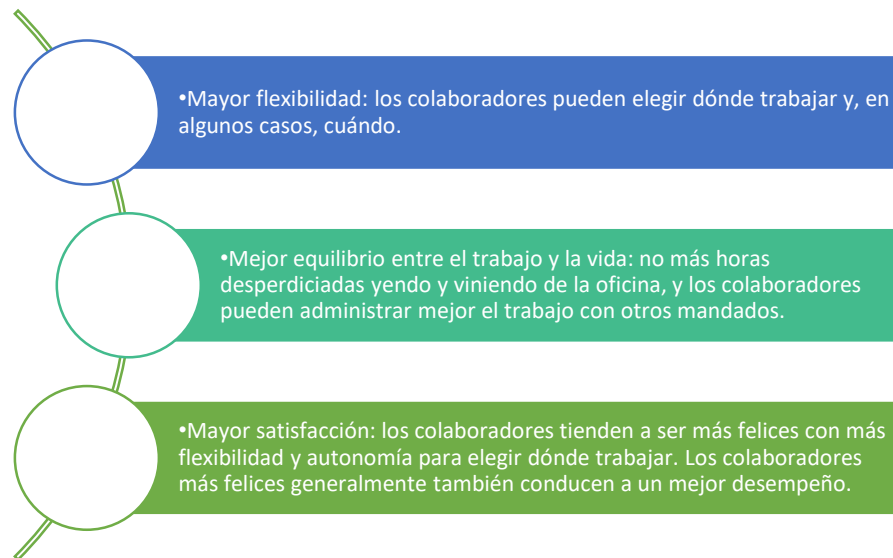 •Mayor flexibilidad: los colaboradores pueden elegir dónde trabajar y, en
algunos casos, cuándo.
•Mejor equilibrio entre el trabajo y la vida: no más horas
desperdiciadas yendo y viniendo de la oficina, y los colaboradores
pueden administrar mejor el trabajo con otros mandados.
•Mayor satisfacción: los colaboradores tienden a ser más felices con más
flexibilidad y autonomía para elegir dónde trabajar. Los colaboradores
más felices generalmente también conducen a un mejor desempeño.